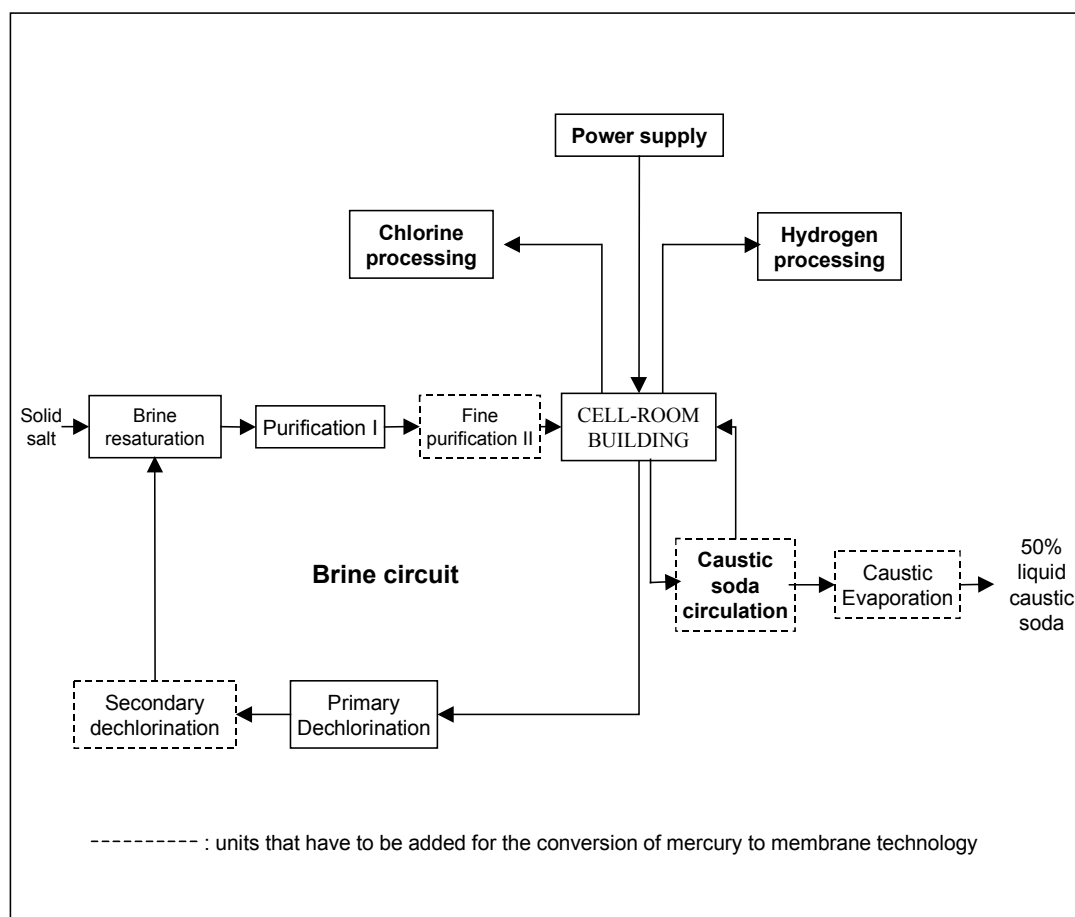 Power supply
Chlorine
processing
Hydrogen
processing
Solid
salt
Brine
resaturation
Purification I
Fine
purification II
CELL-ROOM
BUILDING
Brine circuit
Caustic
soda
circulation
Caustic
Evaporation
50%
liquid
caustic
soda
Secondary
dechlorination
Primary
Dechlorination
: units that have to be added for the conversion of mercury to membrane technology